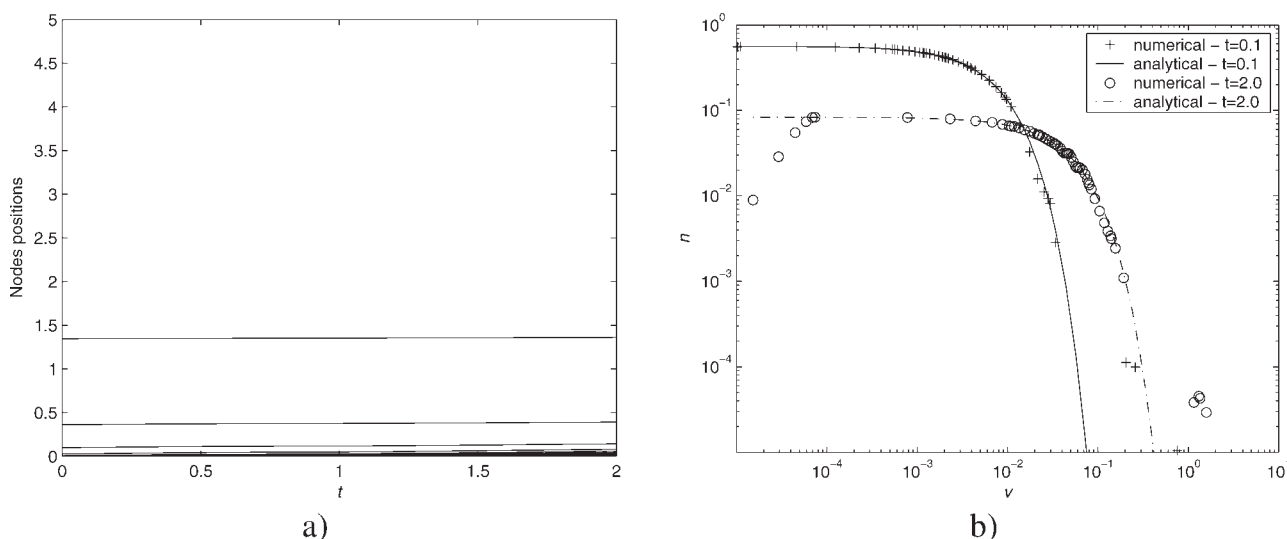 5
4.5
4
3.5
3
2.5
2
1.5
1
0.5
0
Nodes positions
0
0.5
1
1.5
2
t
a)
10^0
10^-1
10^-2
10^-3
10^-4
n
numerical – t=0.1
analytical – t=0.1
numerical – t=2.0
analytical – t=2.0
10^-4
10^-3
10^-2
10^-1
10^0
10
v
b)